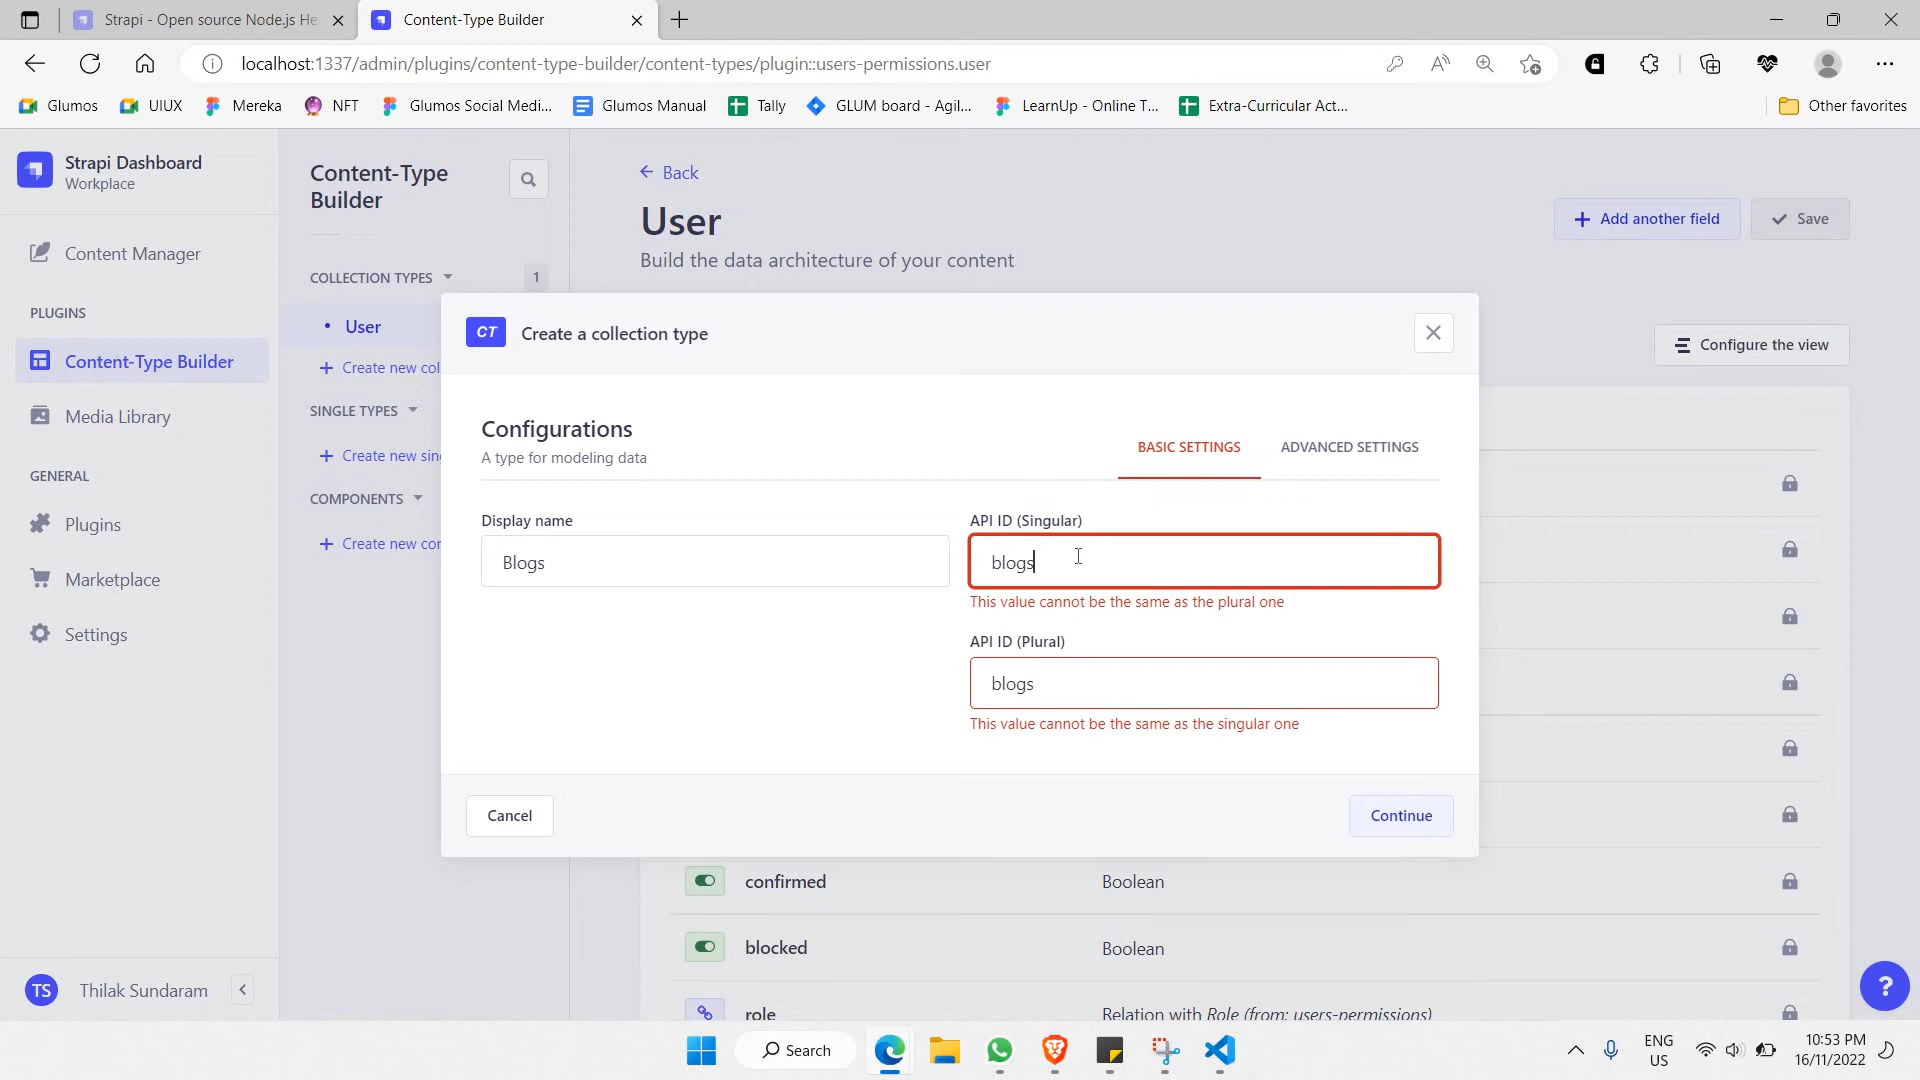 Strapi - Open source Node.js He
Content-Type Builder
localhost:1337/admin/plugins/content-type-builder/content-types/plugin::users-permissions.user
Glumos
UIUX
Mereka
NFT
Glumos Social Medi...
Glumos Manual
Tally
GLUM board - Agil...
LearnUp - Online T...
Extra-Curricular Act...
Other favorites
Strapi Dashboard
Workplace
Content Manager
PLUGINS
Content-Type Builder
Media Library
GENERAL
Plugins
Marketplace
Settings
TS
Thilak Sundaram
Content-Type
Builder
COLLECTION TYPES
1
User
Create new col
SINGLE TYPES
Create new sin
COMPONENTS
Create new cor
Back
User
Build the data architecture of your content
Add another field
Save
Configure the view
CT
Create a collection type
Configurations
A type for modeling data
BASIC SETTINGS
ADVANCED SETTINGS
Display name
Blogs
API ID (Singular)
blogs
This value cannot be the same as the plural one
API ID (Plural)
blogs
This value cannot be the same as the singular one
Cancel
Continue
confirmed
Boolean
blocked
Boolean
role
Relation with Role (from: users-permissions)
?
Search
ENG
US
10:53 PM
16/11/2022